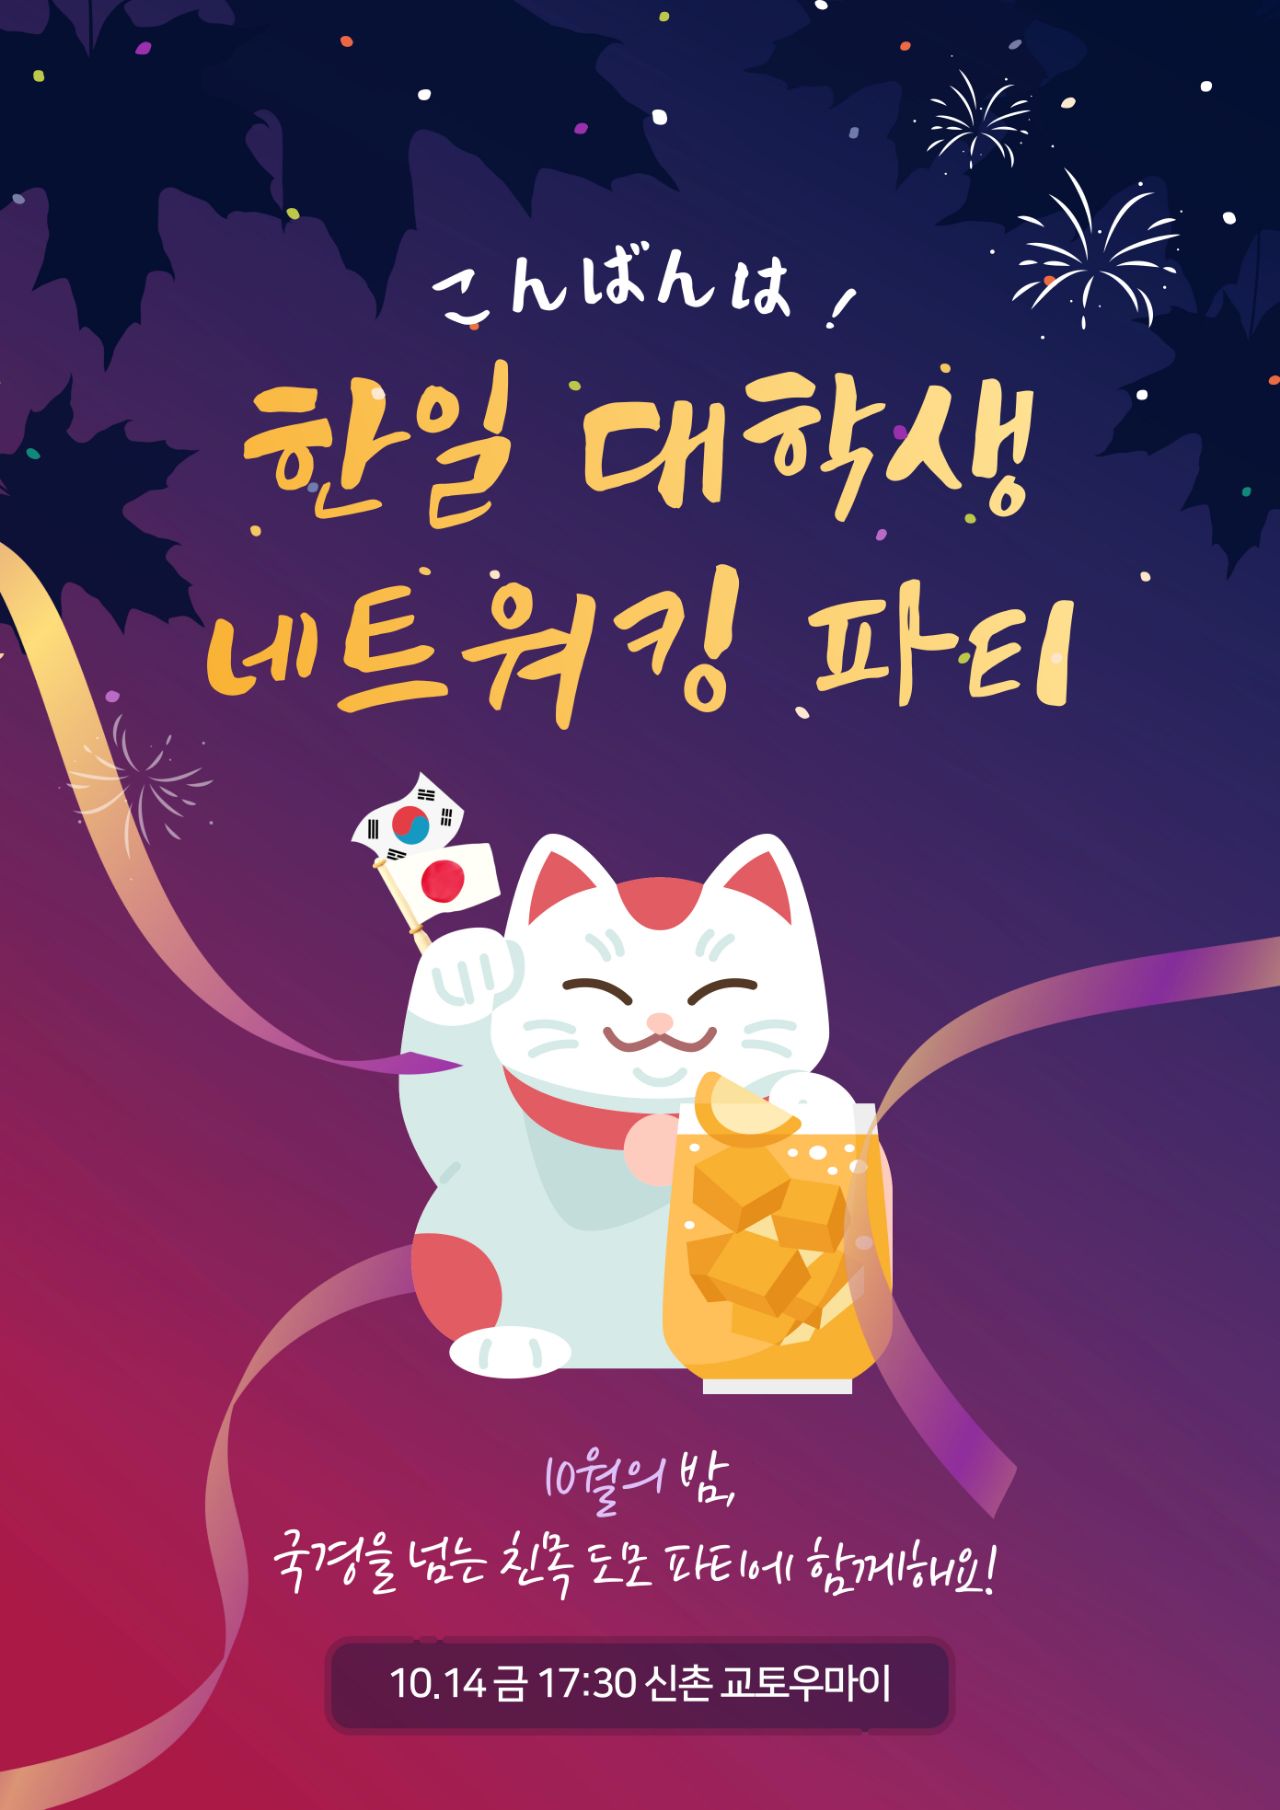 こんばんは!
한일 대학생
네트워킹 파티
10월의 밤,
국경을 넘는 친목 도모 파티에 함께해요!
10.14 금 17:30 신촌 교토우마이